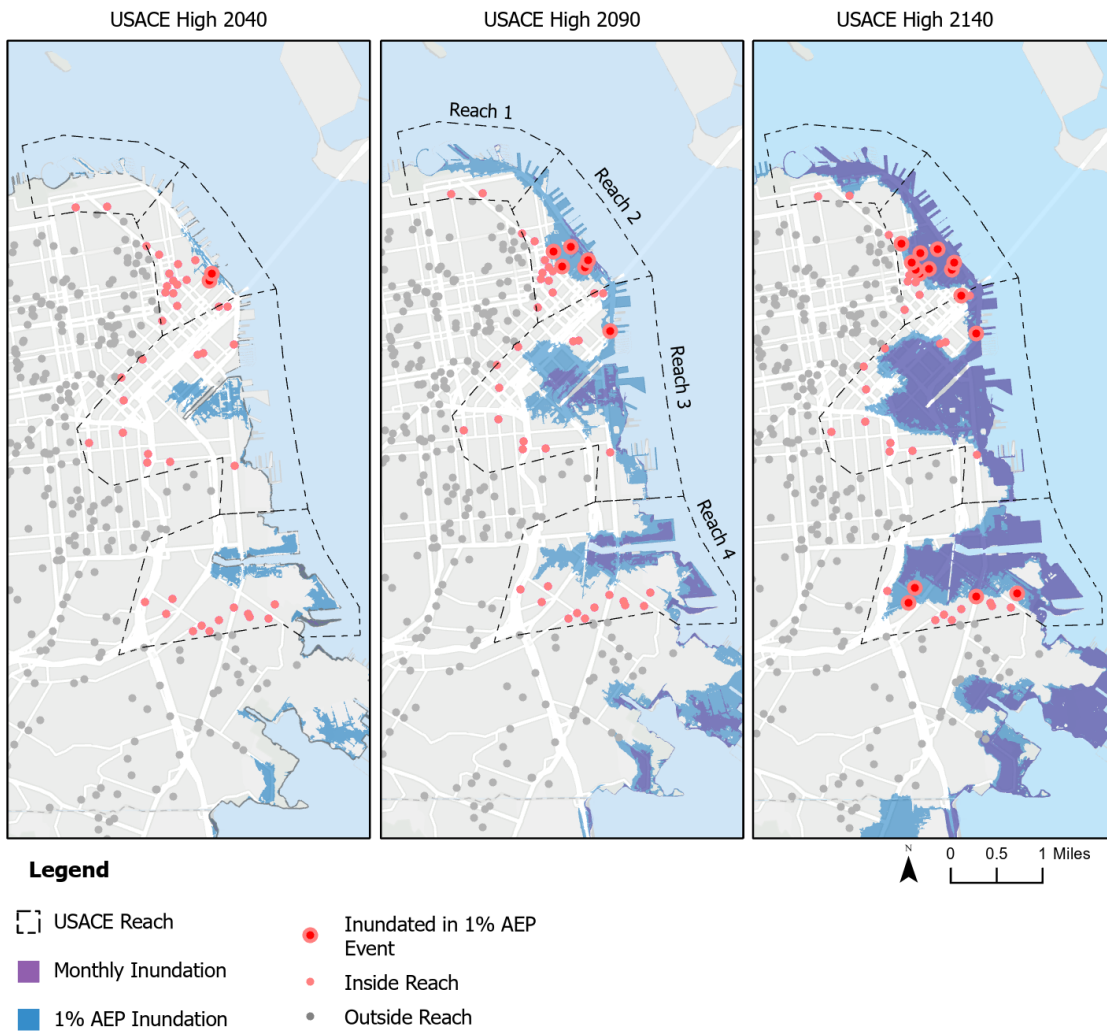 USACE High 2040
USACE High 2090
USACE High 2140
Reach 1
Reach 2
Reach 3
Reach 4
N
0 0.5 1 Miles
Legend
USACE Reach
Monthly Inundation
1% AEP Inundation
Inundated in 1% AEP
Event
Inside Reach
Outside Reach